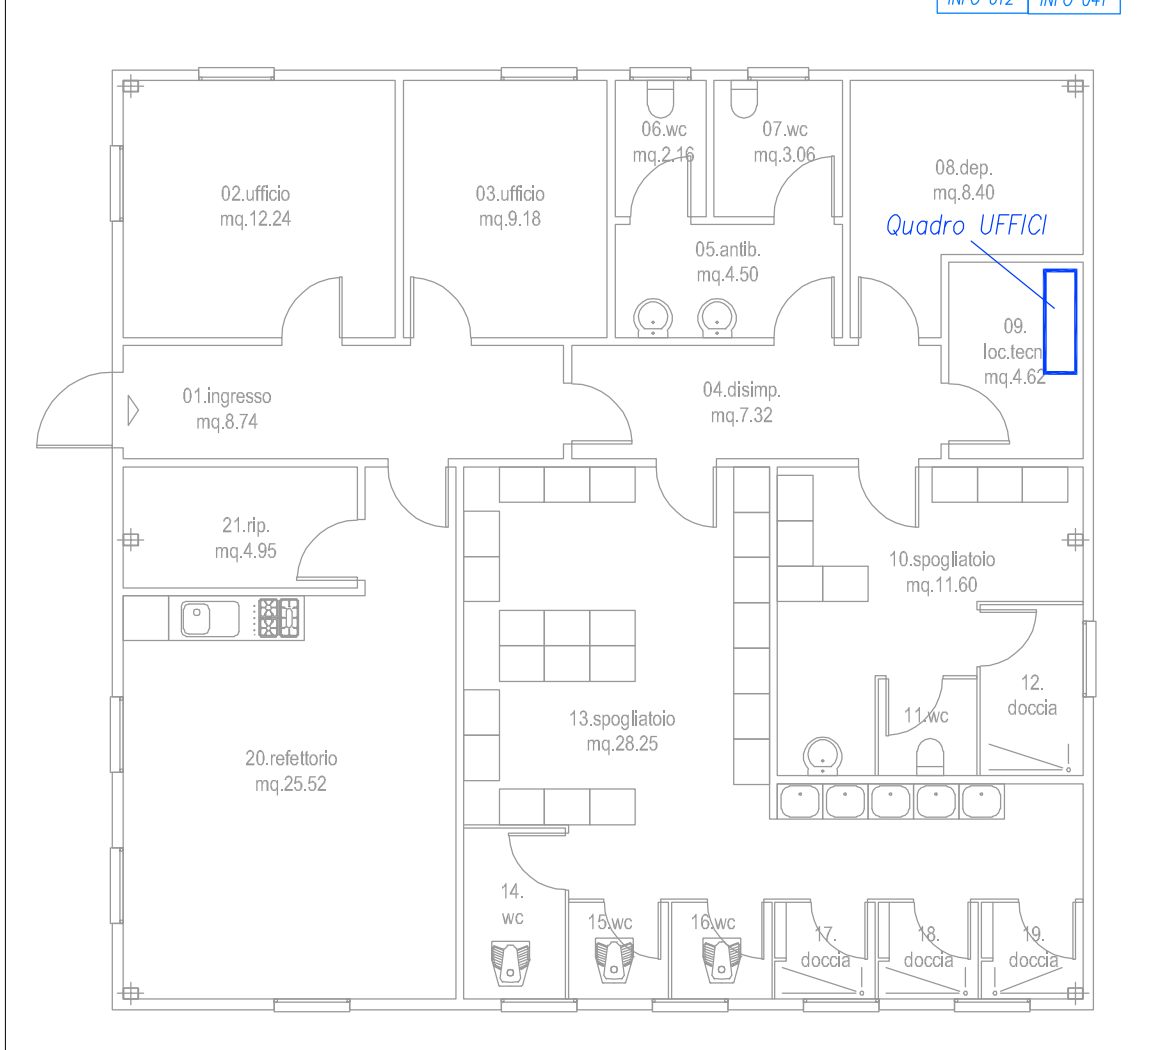 INFO 012 INFO 041
06.wc
mq.2.16
07.wc
mq.3.06
02.ufficio
mq.12.24
03.ufficio
mq.9.18
08.dep.
mq.8.40
Quadro UFFICI
05.antib.
mq.4.50
09.
loc.tecn
mq.4.62
01.ingresso
mq.8.74
04.disimp.
mq.7.32
21.rip.
mq.4.95
10.spogliatoio
mq.11.60
12.
doccia
11.wc
13.spogliatoio
mq.28.25
20.refettorio
mq.25.52
14.
wc
15.wc
16.wc
17.
doccia
18.
doccia
19.
doccia